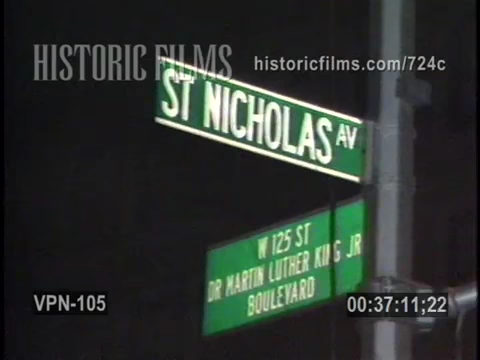 HISTORIC FILMS
historicfilms.com/724c
ST NICHOLAS AV
W 125 ST
DR MARTIN LUTHER KING JR
BOULEVARD
VPN-105
00:37:11;22